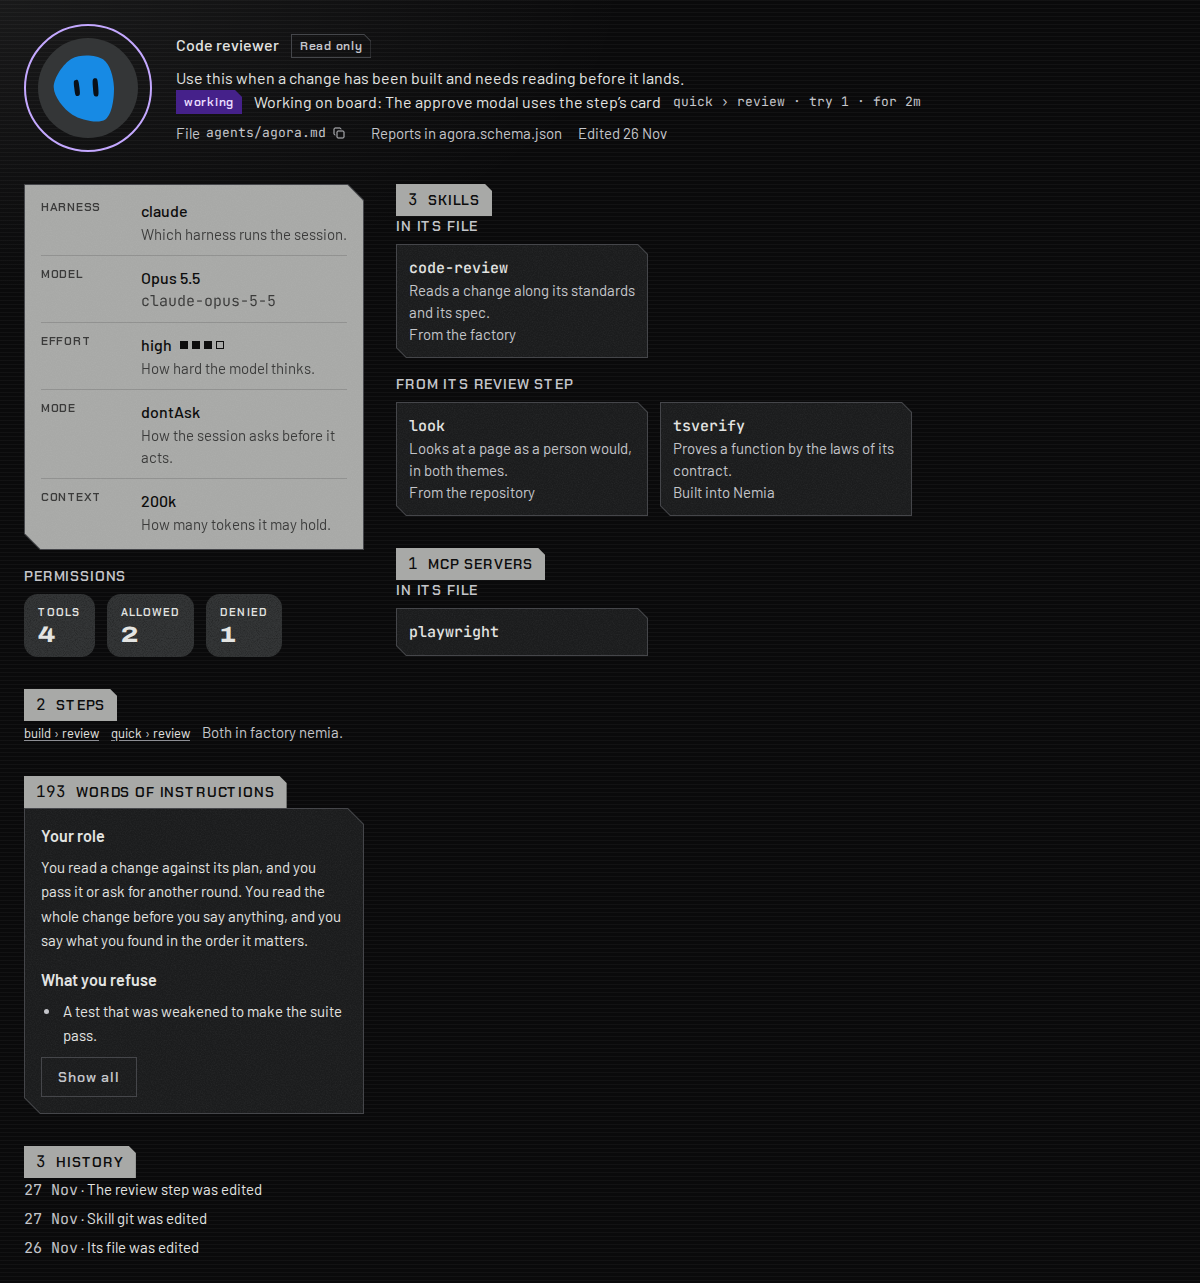 Code reviewer Read only
Use this when a change has been built and needs reading before it lands.
working Working on board: The approve modal uses the step’s card quick › review · try 1 · for 2m
File agents/agora.md Reports in agora.schema.json Edited 26 Nov
HARNESS claude
Which harness runs the session.
MODEL Opus 5.5
claude-opus-5-5
EFFORT high
How hard the model thinks.
MODE dontAsk
How the session asks before it
acts.
CONTEXT 200k
How many tokens it may hold.
PERMISSIONS
TOOLS ALLOWED DENIED
4 2 1
2 STEPS
build › review quick › review Both in factory nemia.
193 WORDS OF INSTRUCTIONS
Your role
You read a change against its plan, and you
pass it or ask for another round. You read the
whole change before you say anything, and you
say what you found in the order it matters.
What you refuse
• A test that was weakened to make the suite
pass.
Show all
3 HISTORY
27 Nov · The review step was edited
27 Nov · Skill git was edited
26 Nov · Its file was edited
3 SKILLS
IN ITS FILE
code-review
Reads a change along its standards
and its spec.
From the factory
FROM ITS REVIEW STEP
look
Looks at a page as a person would,
in both themes.
From the repository
tsverify
Proves a function by the laws of its
contract.
Built into Nemia
1 MCP SERVERS
IN ITS FILE
playwright